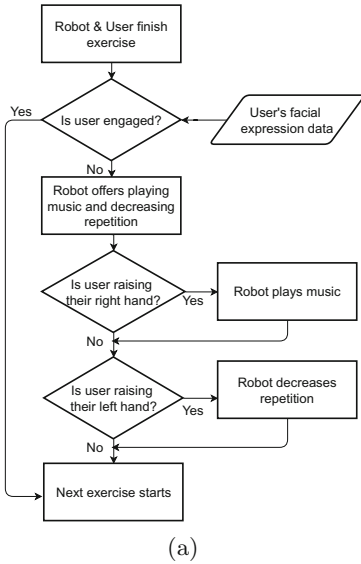 Robot & User finish
exercise
Yes
Is user engaged?
User's facial
expression data
No
Robot offers playing
music and decreasing
repetition
Is user raising
their right hand?
Yes
Robot plays music
No
Is user raising
their left hand?
Yes
Robot decreases
repetition
No
Next exercise starts
(a)